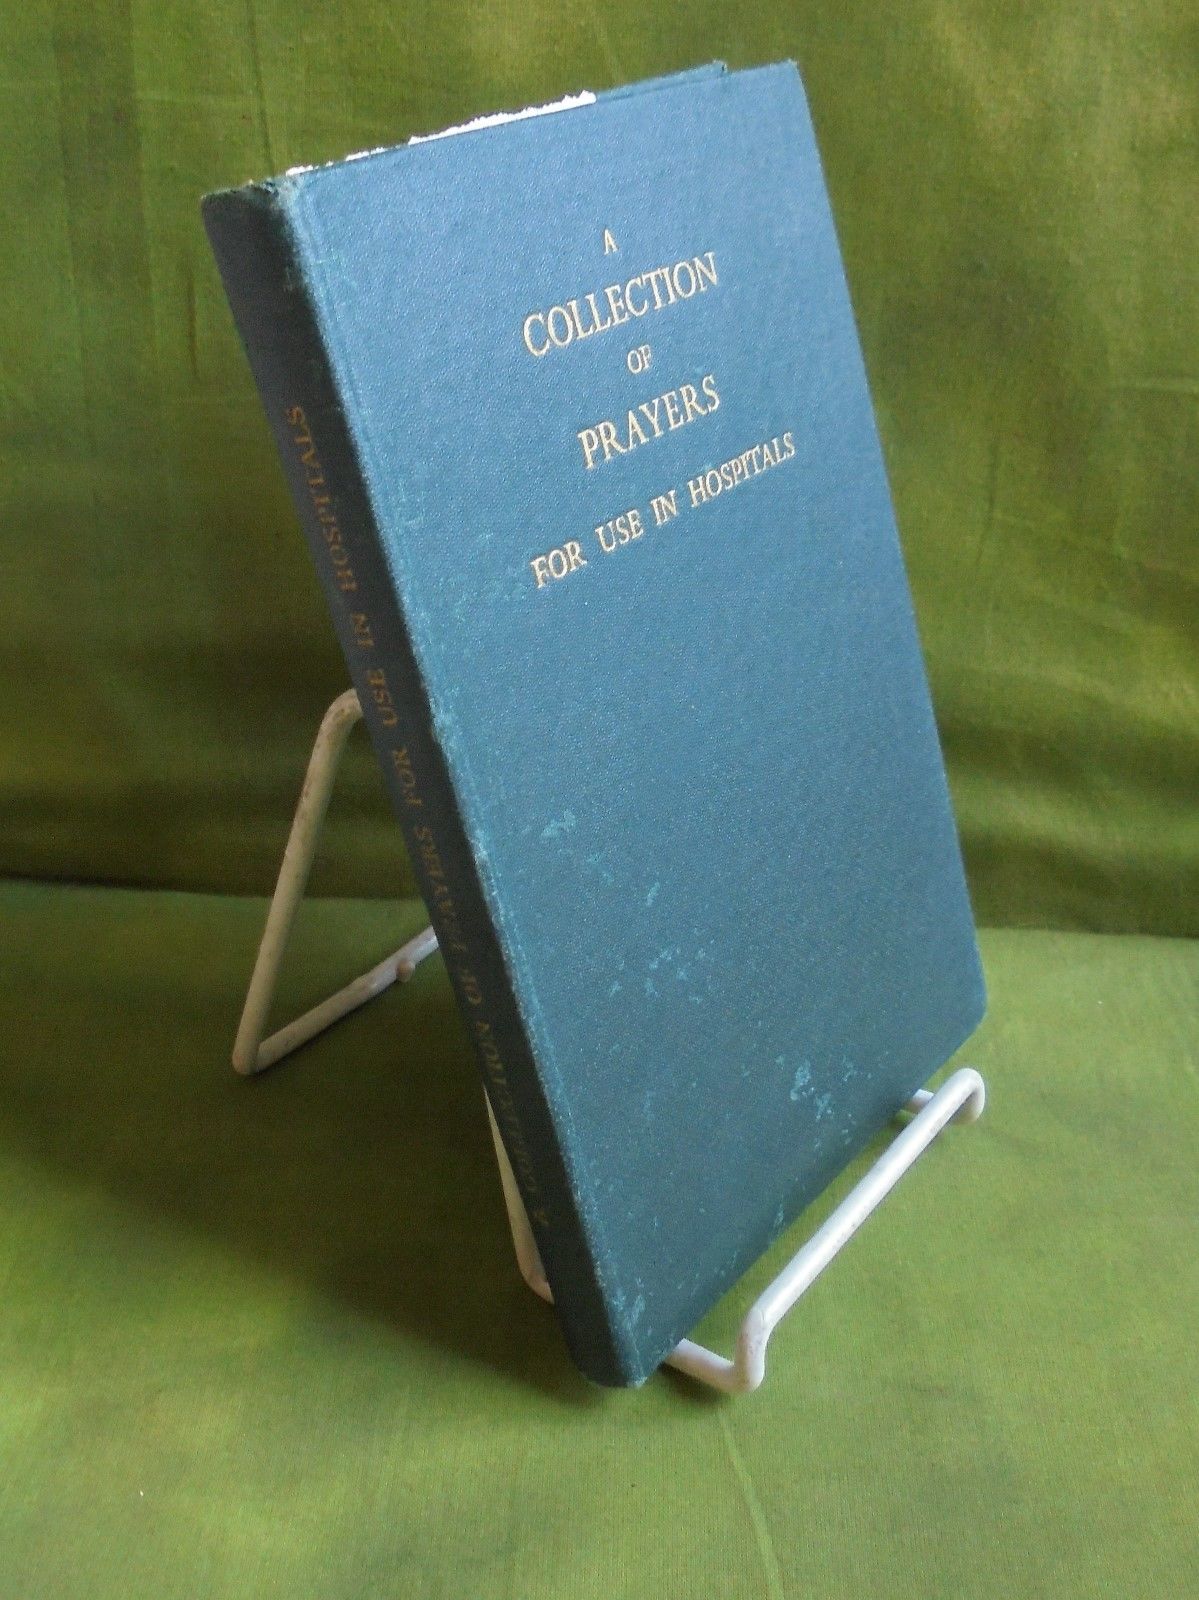 A
COLLECTION
OF
PRAYERS
FOR USE IN HOSPITALS
A COLLECTION OF PRAYERS FOR USE IN HOSPITALS